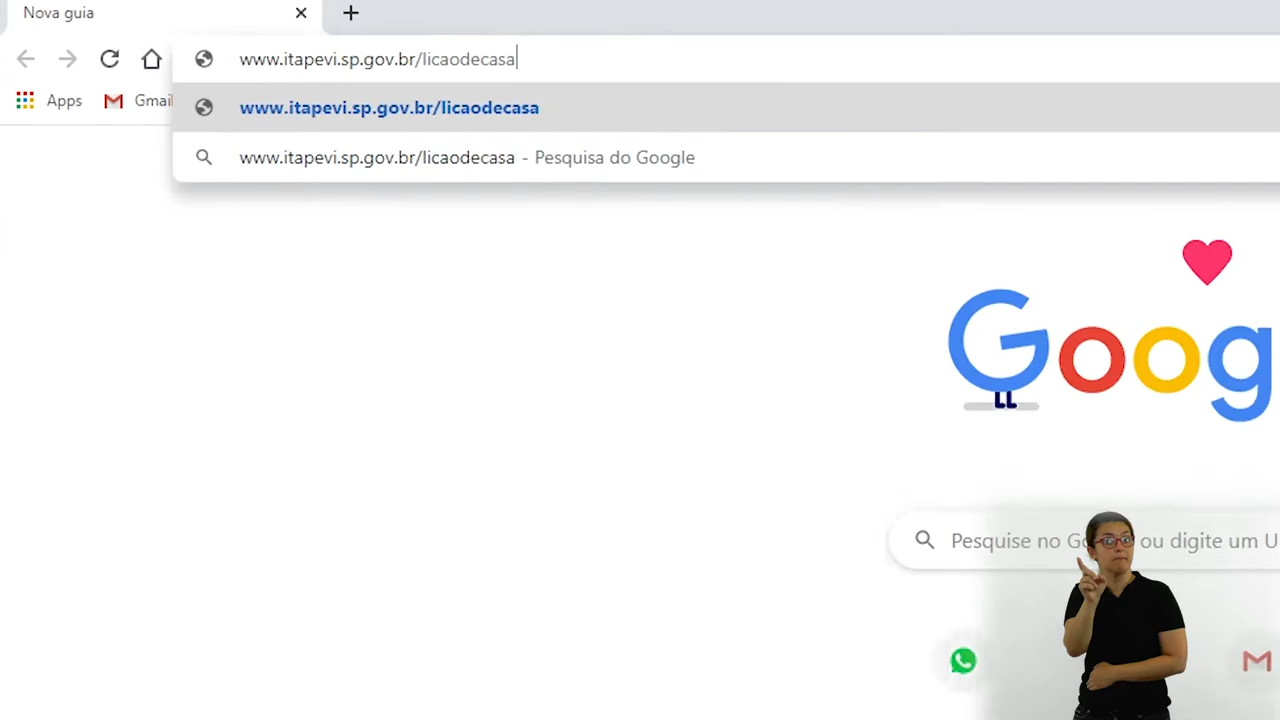 Nova guia
www.itapevi.sp.gov.br/licaodecasa
Apps Gmail
www.itapevi.sp.gov.br/licaodecasa
www.itapevi.sp.gov.br/licaodecasa - Pesquisa do Google
Goog
Pesquise no Go ou digite um U